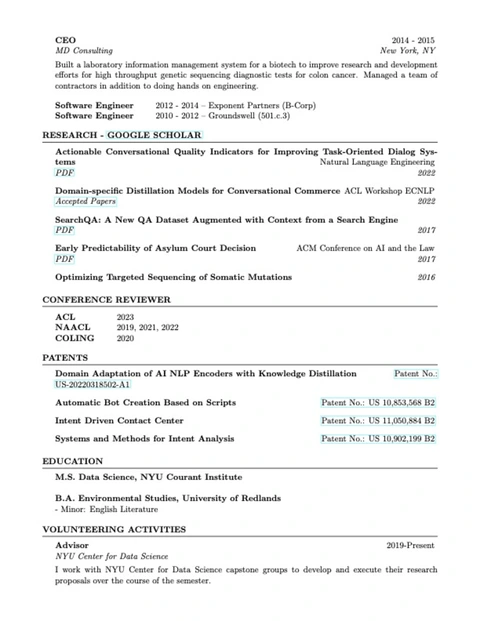 CEO 2014 - 2015
MD Consulting New York, NY
Built a laboratory information management system for a biotech to improve research and development
efforts for high throughput genetic sequencing diagnostic tests for colon cancer. Managed a team of
contractors in addition to doing hands on engineering.
Software Engineer 2012 - 2014 – Exponent Partners (B-Corp)
Software Engineer 2010 - 2012 – Groundswell (501.c.3)
RESEARCH - GOOGLE SCHOLAR
Actionable Conversational Quality Indicators for Improving Task-Oriented Dialog Sys-
tems Natural Language Engineering
PDF 2022
Domain-specific Distillation Models for Conversational Commerce ACL Workshop ECNLP
Accepted Papers 2022
SearchQA: A New QA Dataset Augmented with Context from a Search Engine
PDF 2017
Early Predictability of Asylum Court Decision ACM Conference on AI and the Law
PDF 2017
Optimizing Targeted Sequencing of Somatic Mutations 2016
CONFERENCE REVIEWER
ACL 2023
NAACL 2019, 2021, 2022
COLING 2020
PATENTS
Domain Adaptation of AI NLP Encoders with Knowledge Distillation Patent No.:
US-20220318502-A1
Automatic Bot Creation Based on Scripts Patent No.: US 10,853,568 B2
Intent Driven Contact Center Patent No.: US 11,050,884 B2
Systems and Methods for Intent Analysis Patent No.: US 10,902,199 B2
EDUCATION
M.S. Data Science, NYU Courant Institute
B.A. Environmental Studies, University of Redlands
- Minor: English Literature
VOLUNTEERING ACTIVITIES
Advisor 2019-Present
NYU Center for Data Science
I work with NYU Center for Data Science capstone groups to develop and execute their research
proposals over the course of the semester.